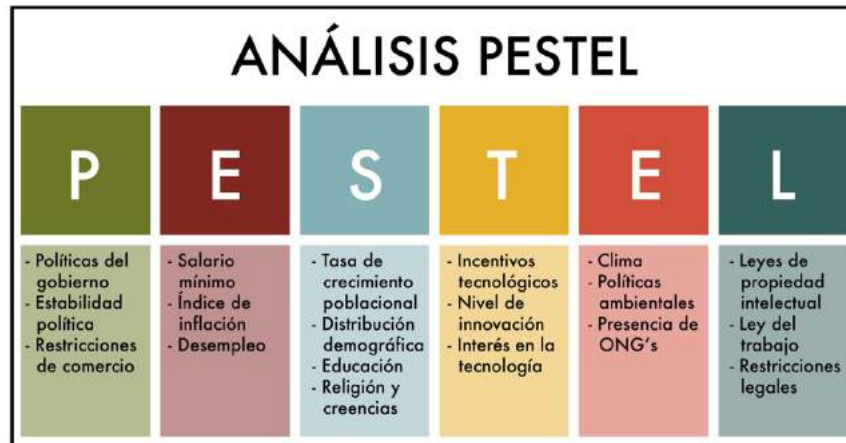 ANÁLISIS PESTEL
P
E
S
T
E
L
- Políticas del
gobierno
- Estabilidad
política
- Restricciones
de comercio
- Salario
mínimo
- Índice de
inflación
- Desempleo
- Tasa de
crecimiento
poblacional
- Distribución
demográfica
- Educación
- Religión y
creencias
- Incentivos
tecnológicos
- Nivel de
innovación
- Interés en la
tecnología
- Clima
- Políticas
ambientales
- Presencia de
ONG's
- Leyes de
propiedad
intelectual
- Ley del
trabajo
- Restricciones
legales